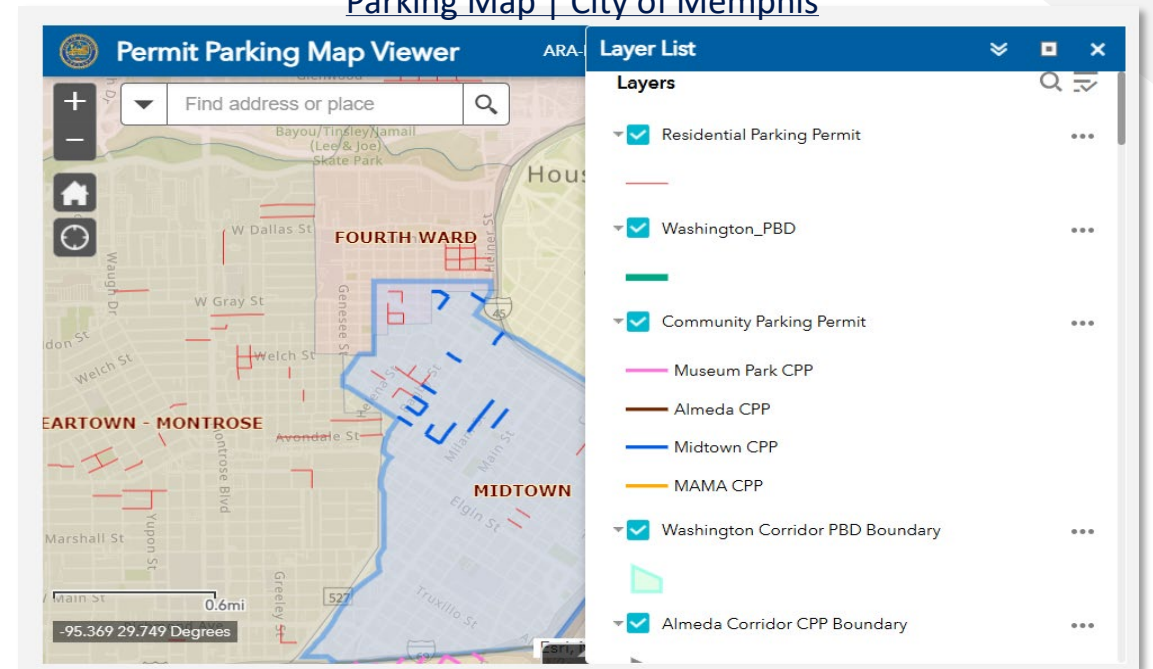 Parking Map | City of Memphis
Permit Parking Map Viewer
Layer List
Find address or place
Layers
Bayou/Tinsley/Jamail
(Lee & Joe)
Skate Park
Residential Parking Permit
W Dallas St
FOURTH WARD
Heiner St
Washington_PBD
Waugh Dr
W Gray St
Genesee St
45
Community Parking Permit
Welch St
Welch St
Museum Park CPP
Helena St
Almeda CPP
EARTOWN - MONTROSE
Avondale St
Midtown CPP
Main St
MIDTOWN
MAMA CPP
Elgin St
Marshall St
Yupon St
Washington Corridor PBD Boundary
Greeley St
527
Truxillo St
0.6mi
-95.369 29.749 Degrees
Almeda Corridor CPP Boundary
69